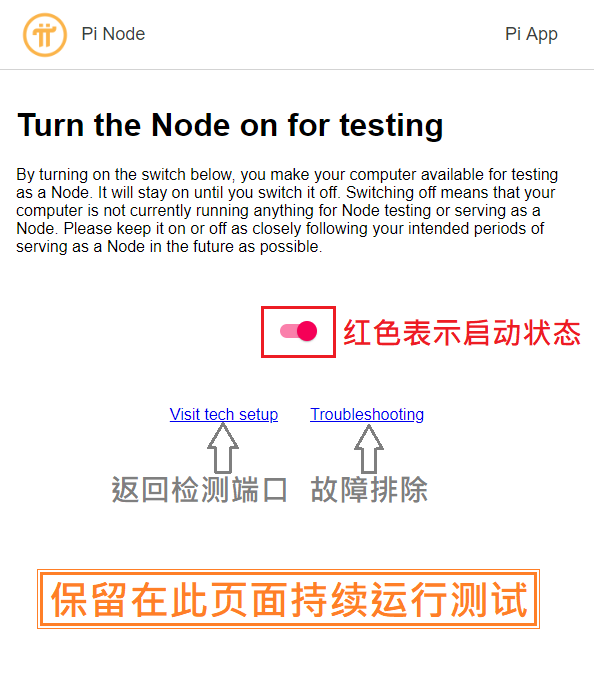 Pi Node
Pi App
Turn the Node on for testing
By turning on the switch below, you make your computer available for testing
as a Node. It will stay on until you switch it off. Switching off means that your
computer is not currently running anything for Node testing or serving as a
Node. Please keep it on or off as closely following your intended periods of
serving as a Node in the future as possible.
红色表示启动状态
Visit tech setup
Troubleshooting
返回检测端口
故障排除
保留在此页面持续运行测试